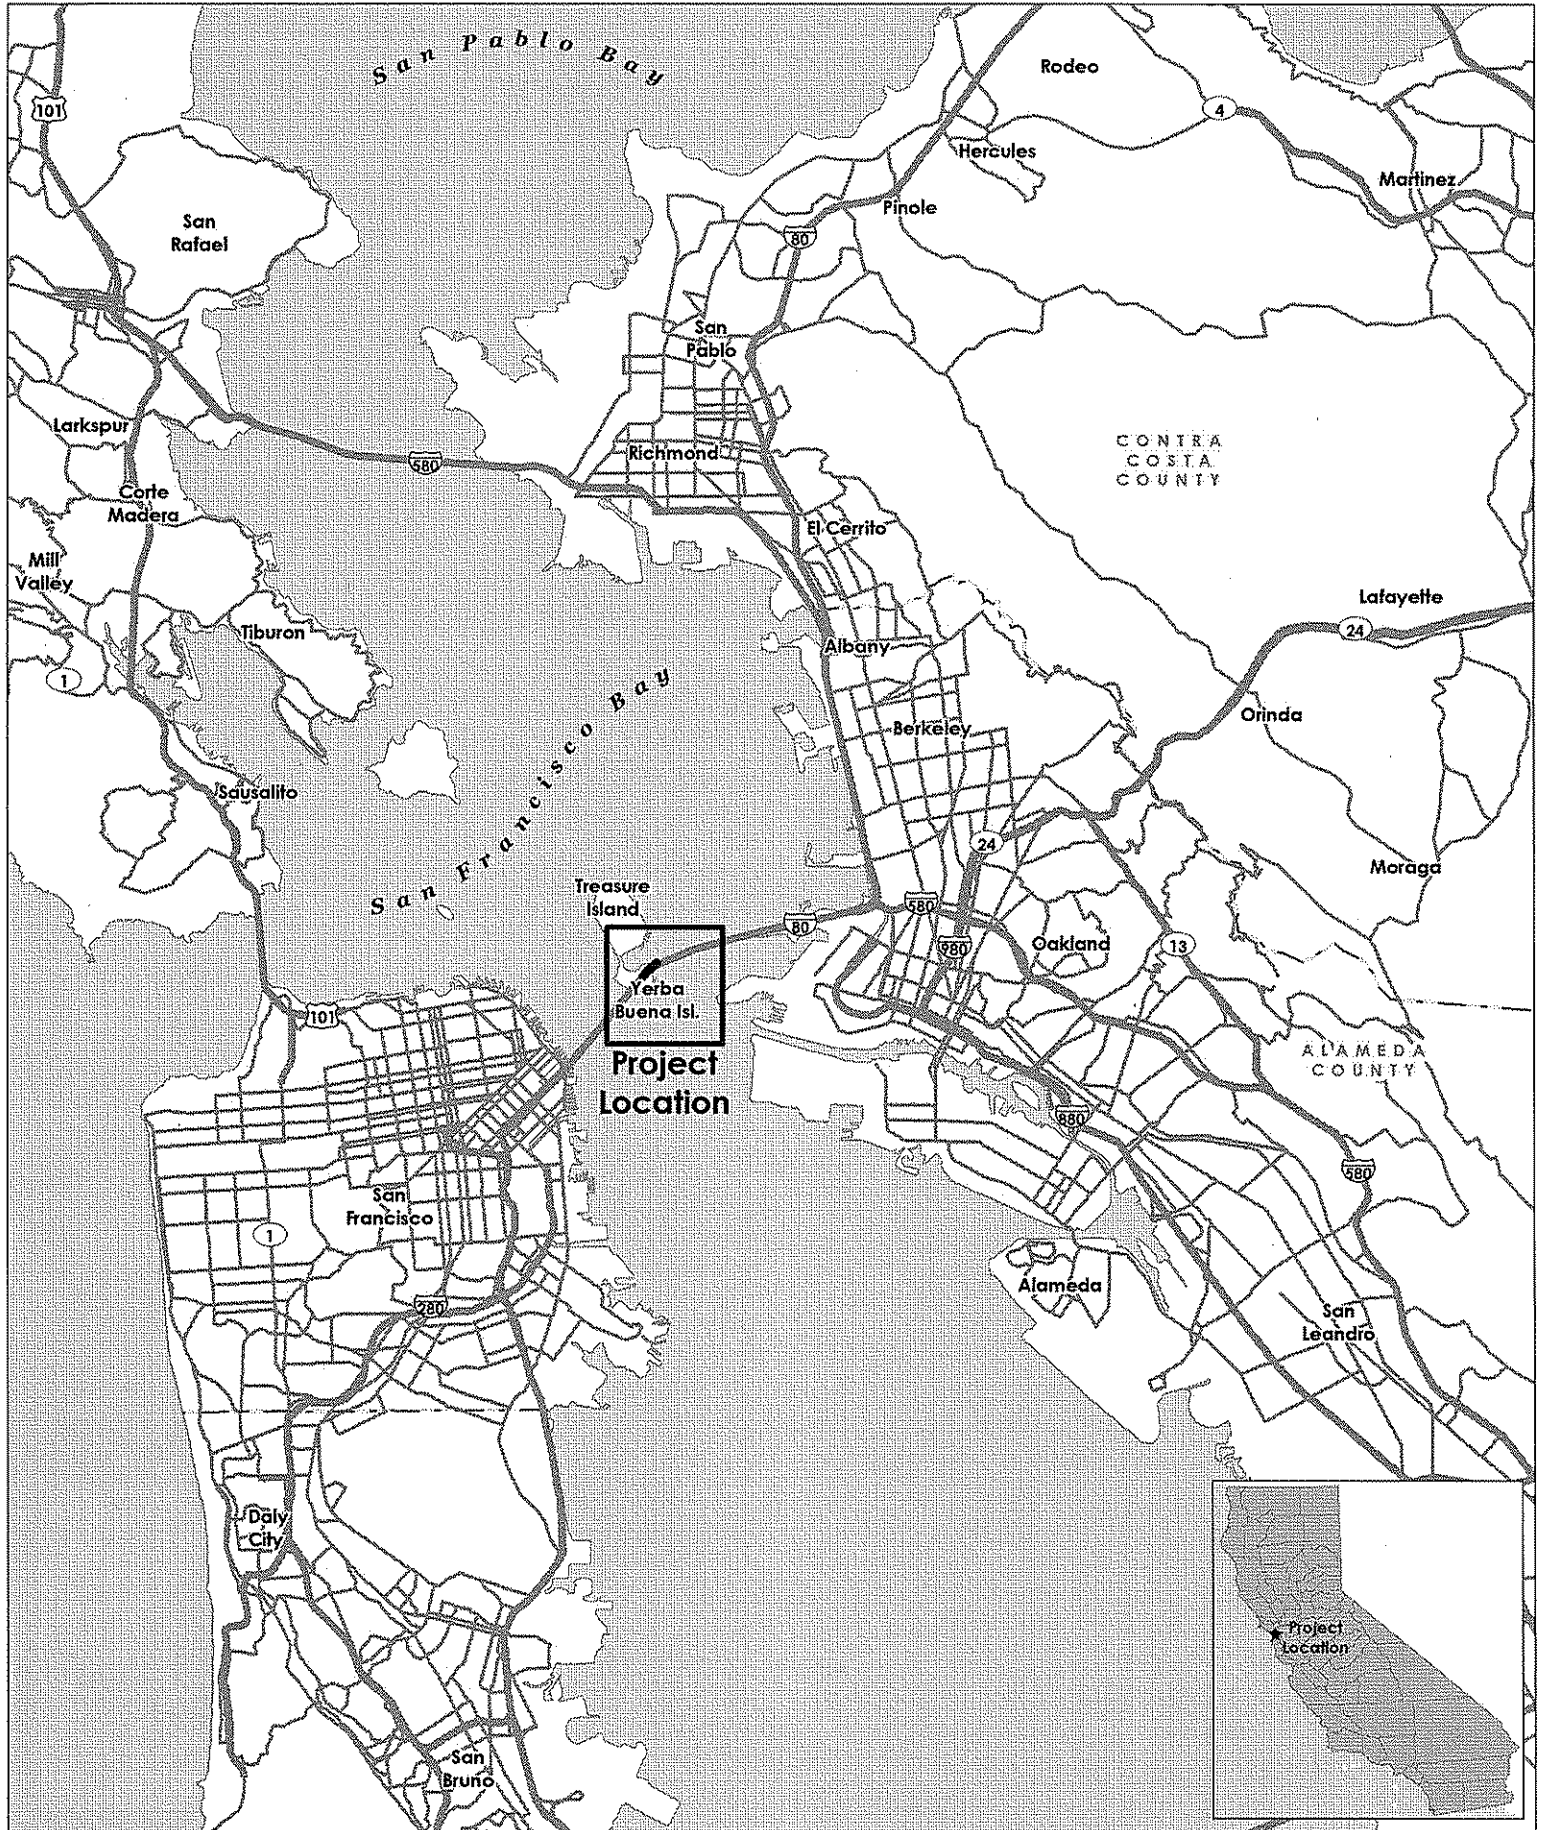 San Pablo Bay
Rodeo
101
4
Hercules
Martinez
San
Rafael
Pinole
80
San
Pablo
Larkspur
CONTRA
COSTA
COUNTY
Richmond
580
Corte
Madera
El Cerrito
Mill
Valley
Lafayette
24
Tiburon
Albany
1
San Francisco Bay
Orinda
Berkeley
Sausalito
24
Moraga
Treasure
Island
580
80
Oakland
13
980
Yerba
Buena Isl.
101
Project
Location
ALAMEDA
COUNTY
880
580
San
Francisco
1
Alameda
280
San
Leandro
Daly
City
Project
Location
San
Bruno